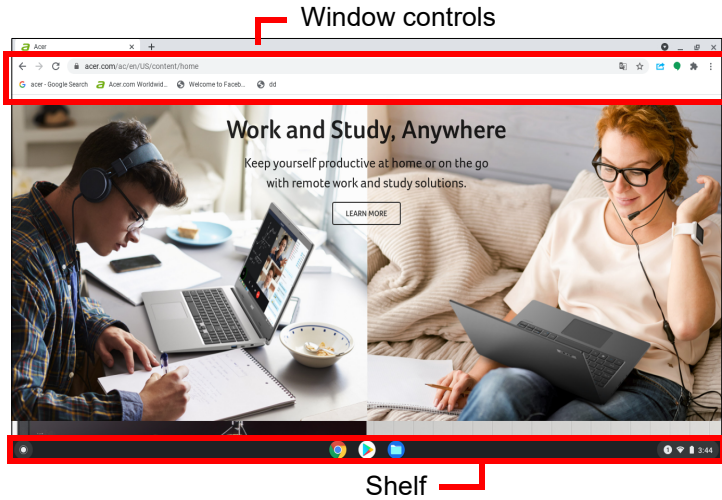 Window controls
Acer
acer.com/ac/en/US/content/home
acer - Google Search Acer.com Worldwid... Welcome to Faceb... dd
Work and Study, Anywhere
Keep yourself productive at home or on the go
with remote work and study solutions.
LEARN MORE
1 3:44
Shelf